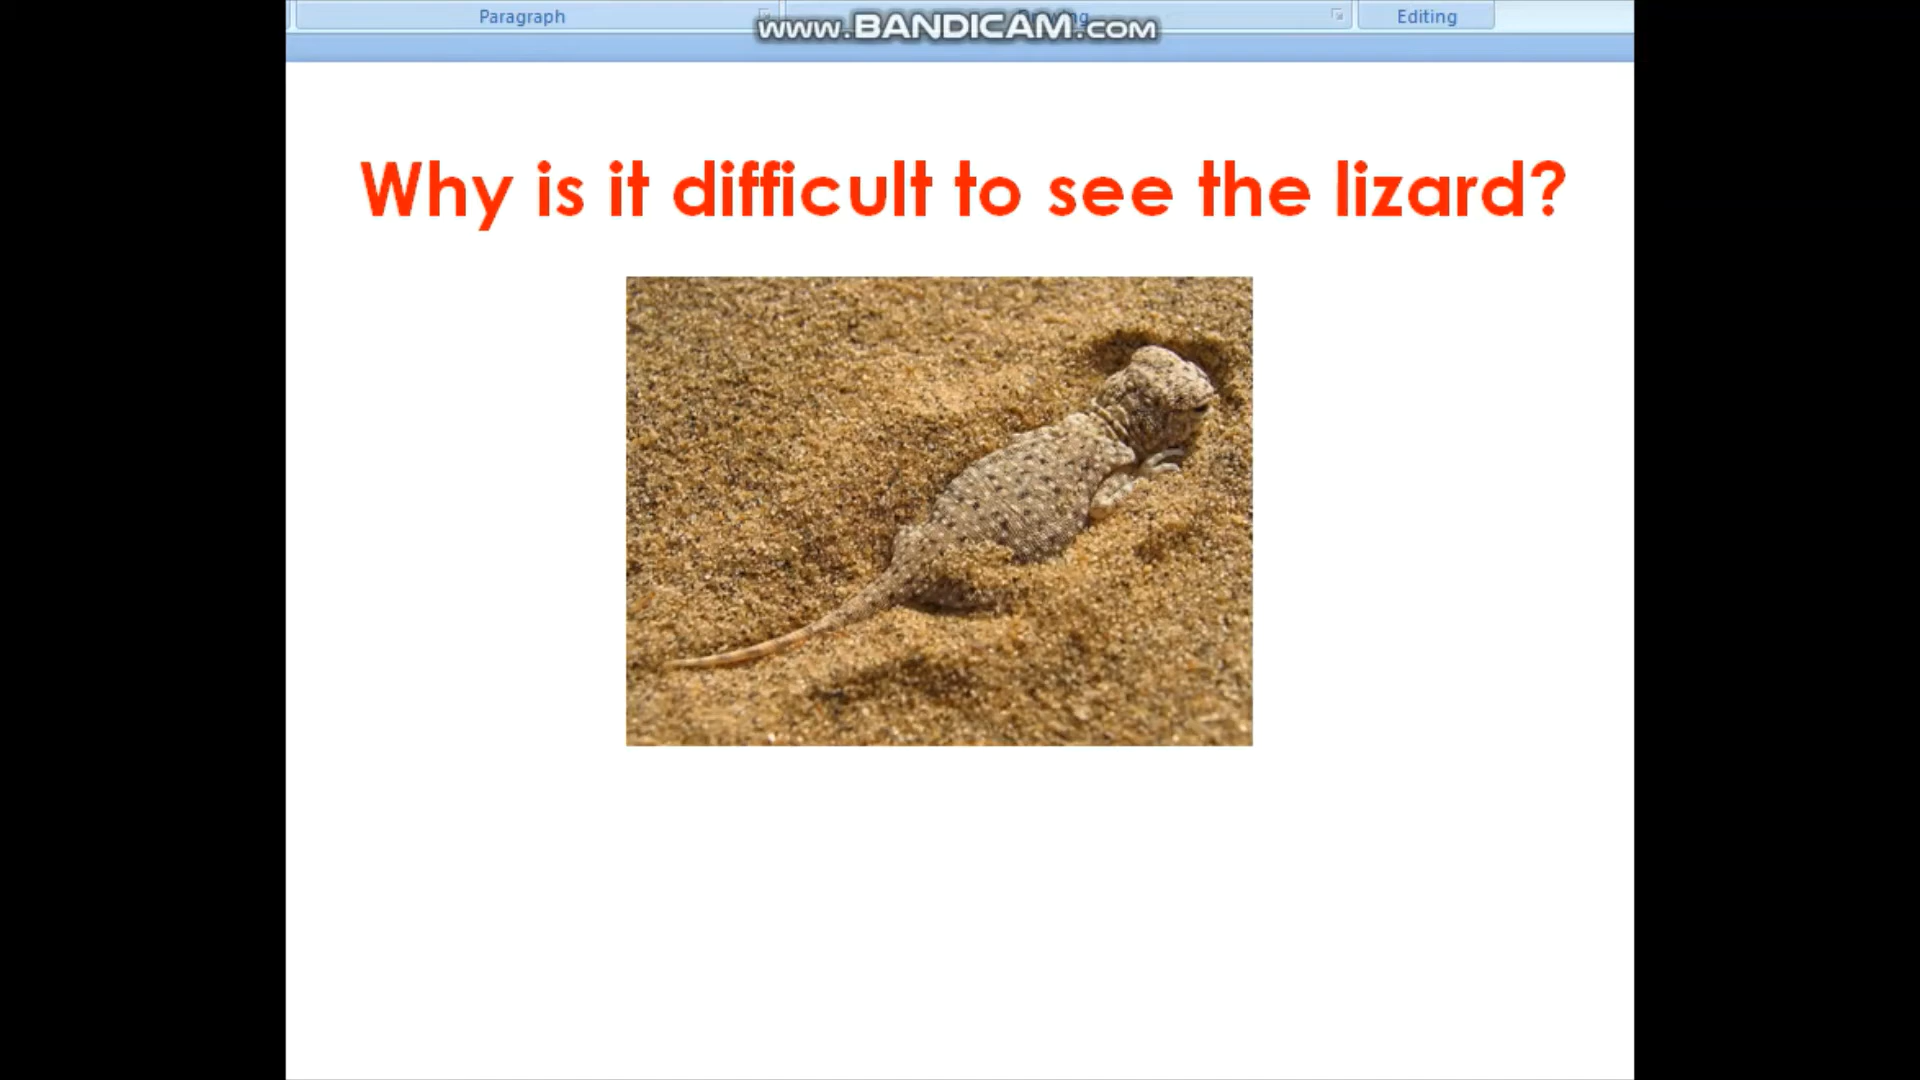 Paragraph
Editing
www.BANDICAM.com
Why is it difficult to see the lizard?